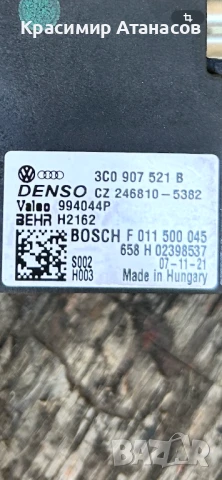 Красимир Атанасов
3C0 907 521 B
DENSO CZ 246810-5382
Valeo 994044P
BEHR H2162
BOSCH F 011 500 045
658 H 02398537
S002 07-11-21
H003 Made in Hungary
bazar